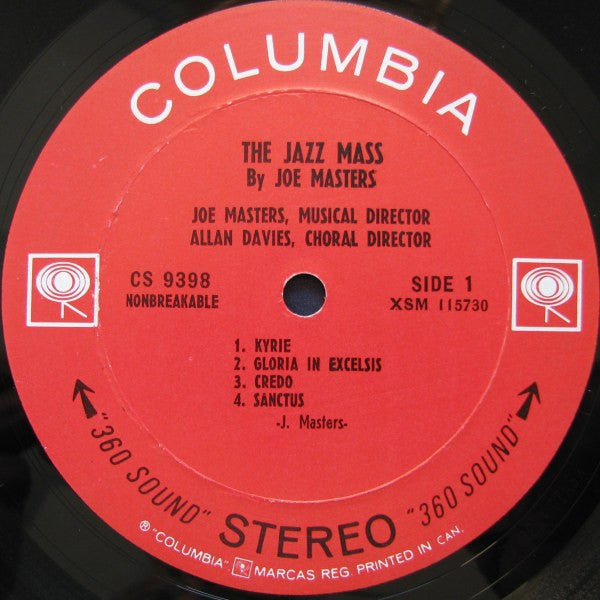 COLUMBIA
THE JAZZ MASS
By JOE MASTERS
JOE MASTERS, MUSICAL DIRECTOR
ALLAN DAVIES, CHORAL DIRECTOR
CS 9398
NONBREAKABLE
SIDE 1
XSM 115730
1. KYRIE
2. GLORIA IN EXCELSIS
3. CREDO
4. SANCTUS
-J. Masters-
"360 SOUND" STEREO "360 SOUND"
® "COLUMBIA" MARCAS REG. PRINTED IN CAN.